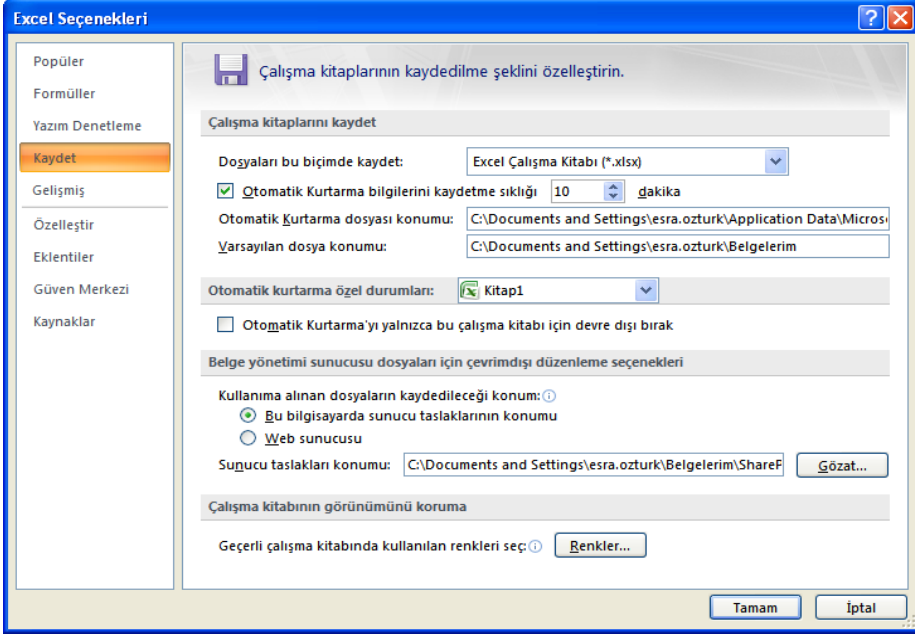 Excel Seçenekleri
Popüler
Formüller
Yazım Denetleme
Kaydet
Gelişmiş
Özelleştir
Eklentiler
Güven Merkezi
Kaynaklar
Çalışma kitaplarının kaydedilme şeklini özelleştirin.
Çalışma kitaplarını kaydet
Dosyaları bu biçimde kaydet: Excel Çalışma Kitabı (*.xlsx)
Otomatik Kurtarma bilgilerini kaydetme sıklığı 10 dakika
Otomatik Kurtarma dosyası konumu: C:\Documents and Settings\esra.ozturk\Application Data\Micros
Varsayılan dosya konumu: C:\Documents and Settings\esra.ozturk\Belgelerim
Otomatik kurtarma özel durumları: Kitap1
Otomatik Kurtarma'yı yalnızca bu çalışma kitabı için devre dışı bırak
Belge yönetimi sunucusu dosyaları için çevrimdışı düzenleme seçenekleri
Kullanıma alınan dosyaların kaydedileceği konum:
Bu bilgisayarda sunucu taslaklarının konumu
Web sunucusu
Sunucu taslakları konumu: C:\Documents and Settings\esra.ozturk\Belgelerim\ShareP Gözat...
Çalışma kitabının görünümünü koruma
Geçerli çalışma kitabında kullanılan renkleri seç: Renkler...
Tamam İptal